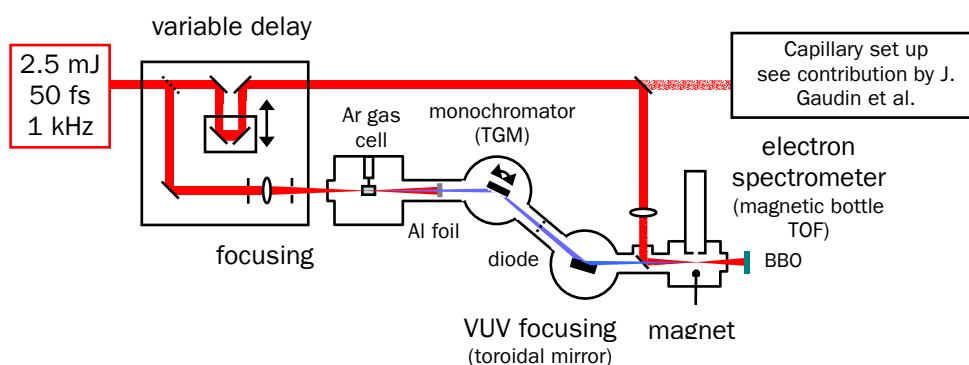 variable delay
2.5 mJ
50 fs
1 kHz
Capillary set up
see contribution by J.
Gaudin et al.
Ar gas
cell
monochromator
(TGM)
electron
spectrometer
(magnetic bottle
TOF)
Al foil
focusing
diode
BBO
VUV focusing
(toroidal mirror)
magnet